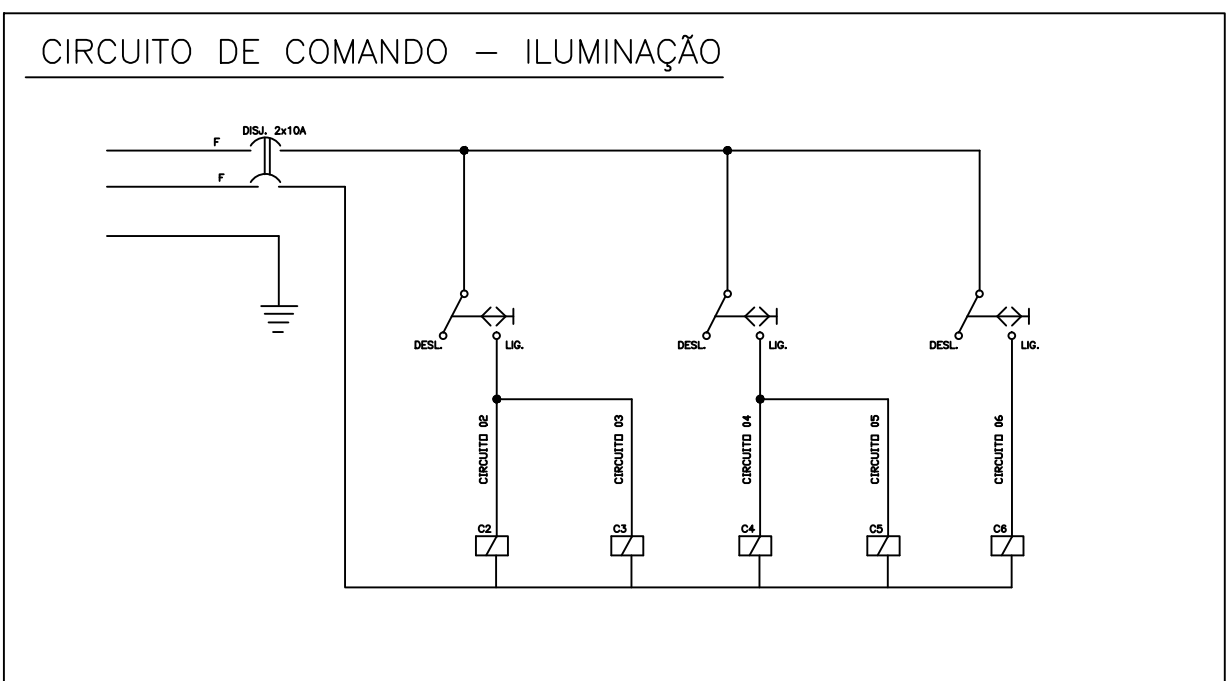 CIRCUITO DE COMANDO – ILUMINAÇÃO
DISJ. 2x10A
F
F
DESL.
LIG.
DESL.
LIG.
DESL.
LIG.
CIRCUITO 02
CIRCUITO 03
CIRCUITO 04
CIRCUITO 05
CIRCUITO 06
C2
C3
C4
C5
C6